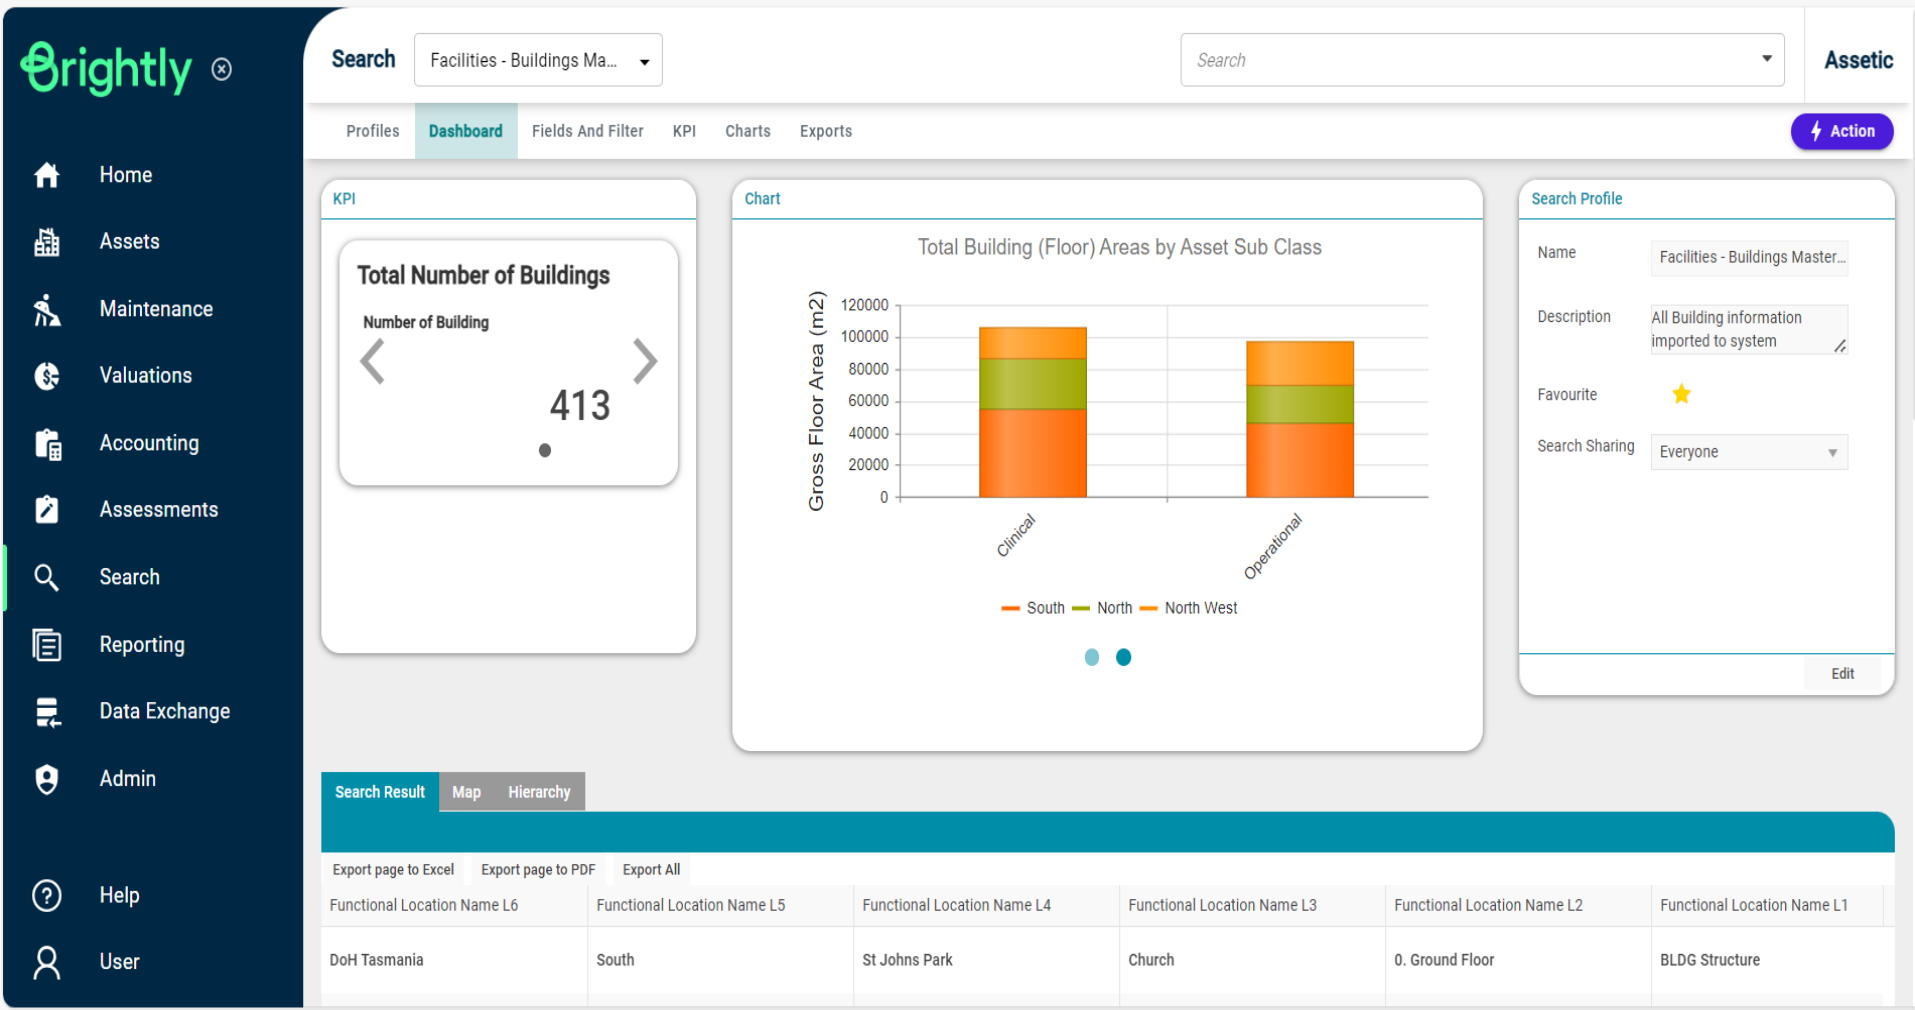 Brightly
Home
Assets
Maintenance
Valuations
Accounting
Assessments
Search
Reporting
Data Exchange
Admin
Help
User
Search
Facilities - Buildings Ma...
Search
Assetic
Profiles
Dashboard
Fields And Filter
KPI
Charts
Exports
Action
KPI
Total Number of Buildings
Number of Building
413
Chart
Total Building (Floor) Areas by Asset Sub Class
Gross Floor Area (m2)
120000
100000
80000
60000
40000
20000
0
Clinical
Operational
South
North
North West
Search Profile
Name
Facilities - Buildings Master...
Description
All Building information
imported to system
Favourite
Search Sharing
Everyone
Edit
Search Result
Map
Hierarchy
Export page to Excel
Export page to PDF
Export All
Functional Location Name L6
Functional Location Name L5
Functional Location Name L4
Functional Location Name L3
Functional Location Name L2
Functional Location Name L1
DoH Tasmania
South
St Johns Park
Church
0. Ground Floor
BLDG Structure